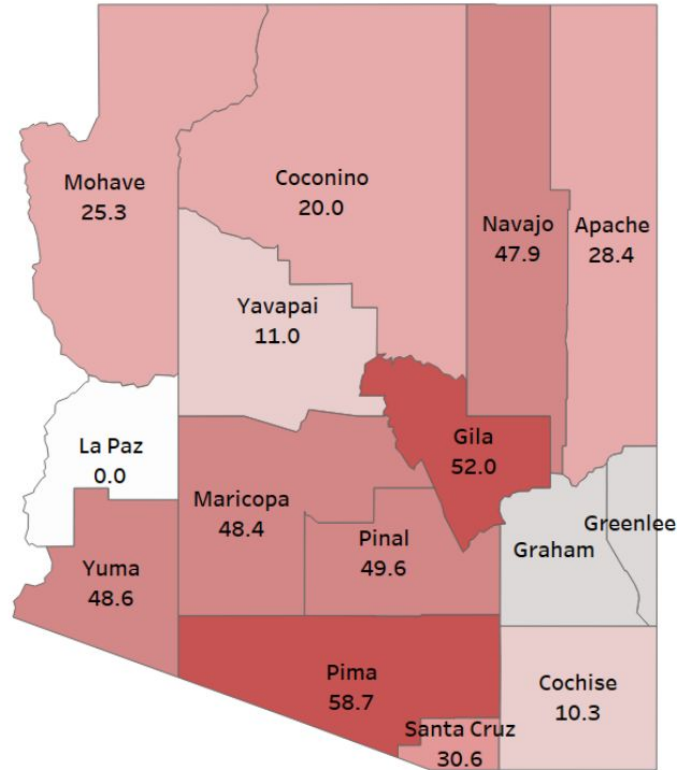 Mohave
25.3
Coconino
20.0
Navajo
47.9
Apache
28.4
Yavapai
11.0
La Paz
0.0
Gila
52.0
Maricopa
48.4
Pinal
49.6
Graham
Greenlee
Yuma
48.6
Pima
58.7
Cochise
10.3
Santa Cruz
30.6